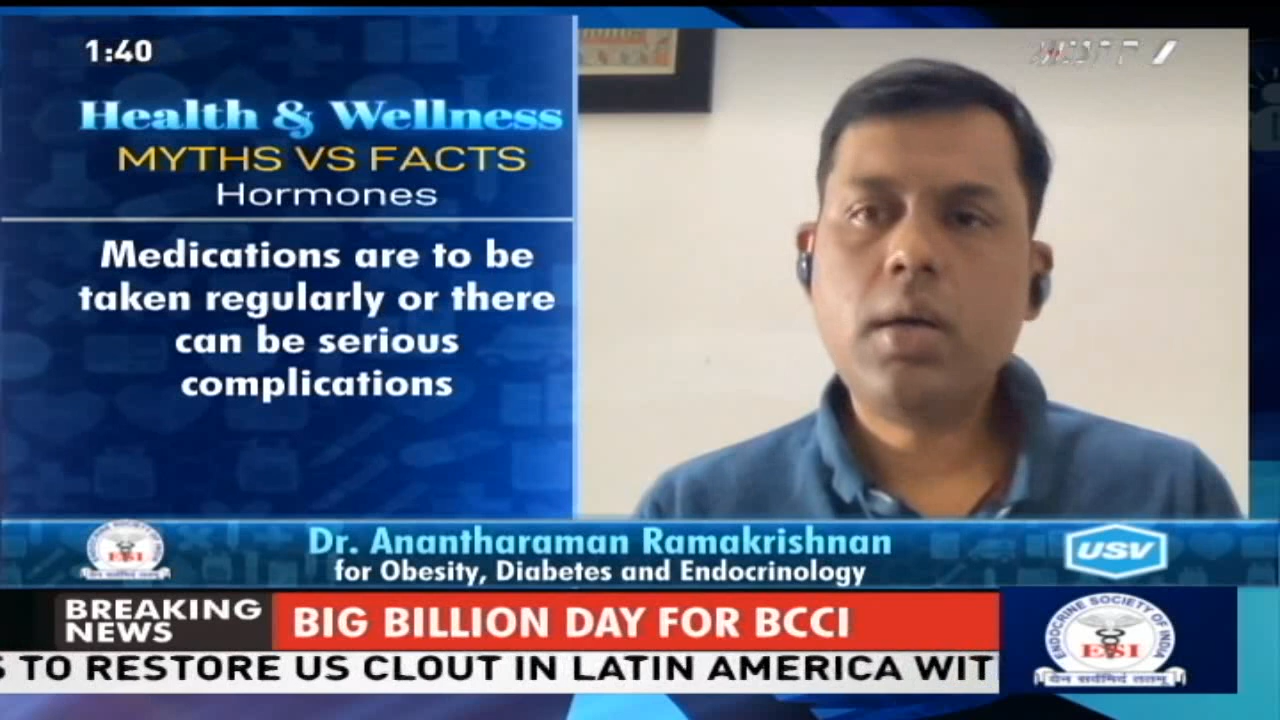 1:40
Health & Wellness
MYTHS VS FACTS
Hormones
Medications are to be
taken regularly or there
can be serious
complications
Dr. Anantharaman Ramakrishnan
for Obesity, Diabetes and Endocrinology
ESI
USV
BREAKING
NEWS
BIG BILLION DAY FOR BCCI
S TO RESTORE US CLOUT IN LATIN AMERICA WIT
ENDOCRINE SOCIETY OF INDIA
ESI